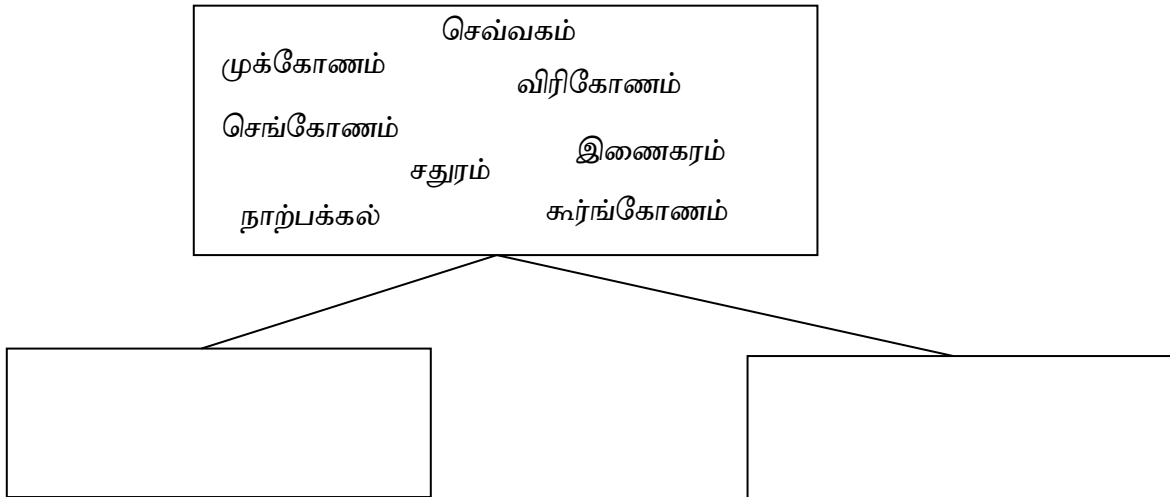 செவ்வகம்
முக்கோணம்
விரிகோணம்
செங்கோணம்
இணைகரம்
சதுரம்
நாற்பக்கல்
கூர்ங்கோணம்